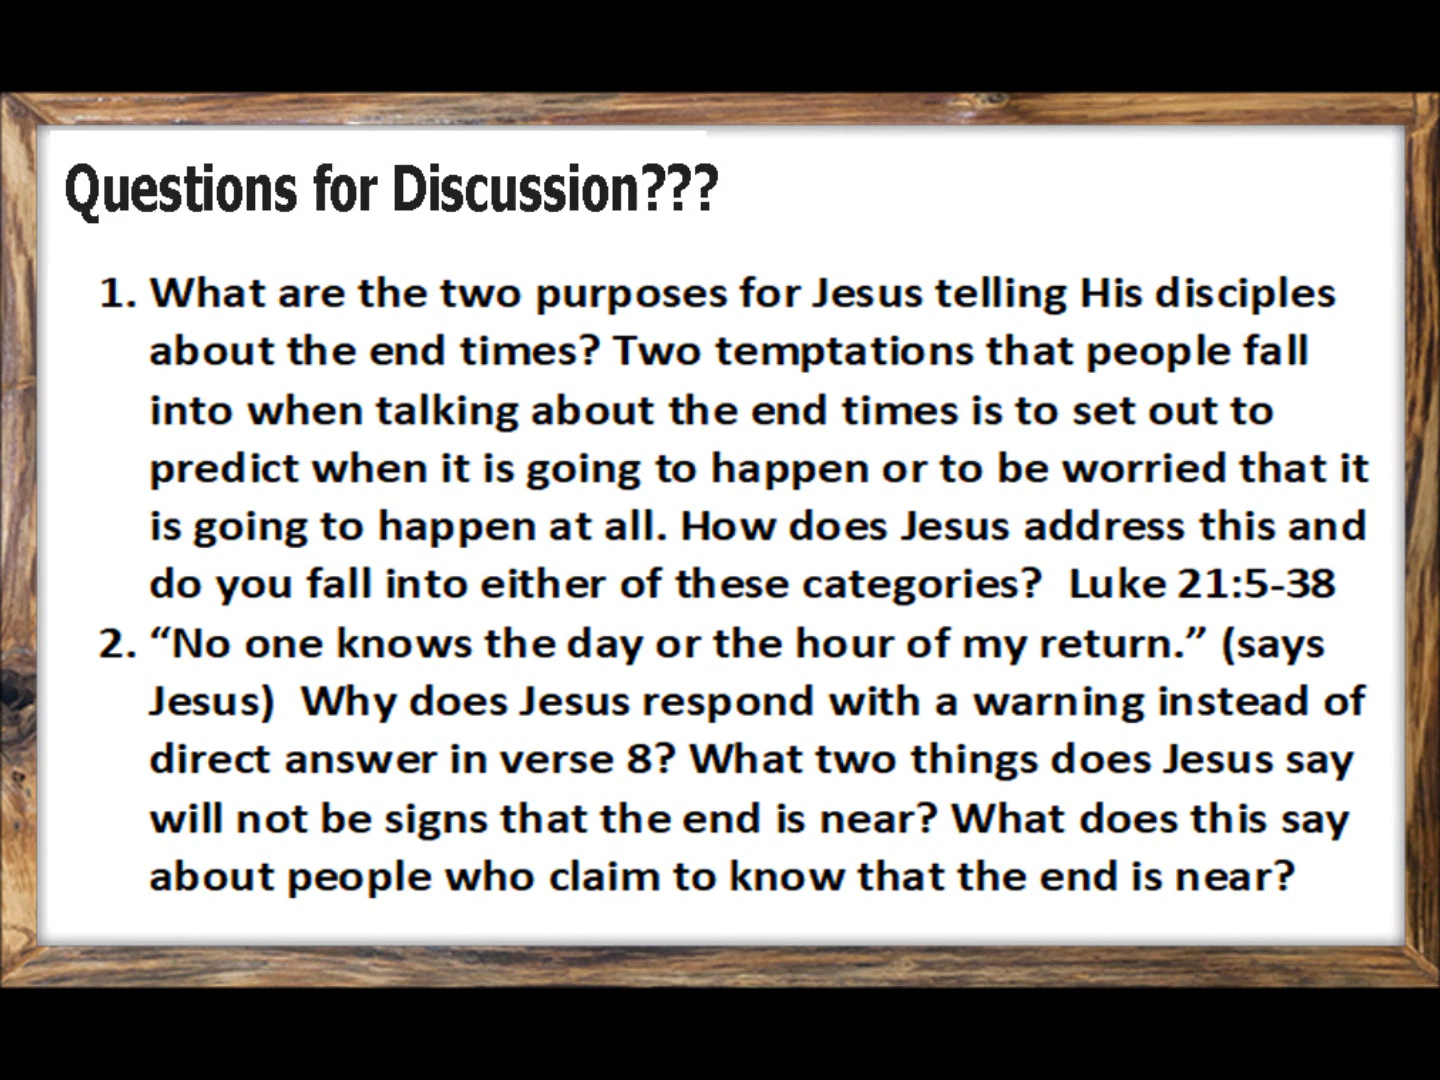 Questions for Discussion???
1. What are the two purposes for Jesus telling His disciples
about the end times? Two temptations that people fall
into when talking about the end times is to set out to
predict when it is going to happen or to be worried that it
is going to happen at all. How does Jesus address this and
do you fall into either of these categories?  Luke 21:5-38
2. “No one knows the day or the hour of my return.” (says
Jesus)  Why does Jesus respond with a warning instead of
direct answer in verse 8? What two things does Jesus say
will not be signs that the end is near? What does this say
about people who claim to know that the end is near?